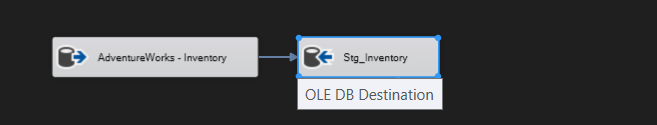 AdventureWorks - Inventory
Stg_Inventory
OLE DB Destination